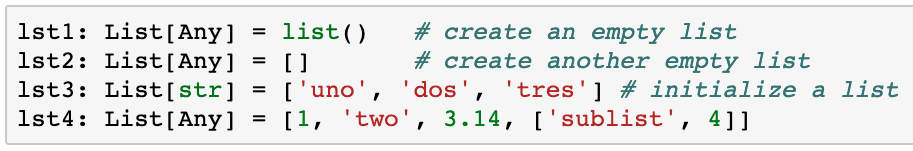 lst1: List[Any] = list()   # create an empty list
lst2: List[Any] = []       # create another empty list
lst3: List[str] = ['uno', 'dos', 'tres'] # initialize a list
lst4: List[Any] = [1, 'two', 3.14, ['sublist', 4]]